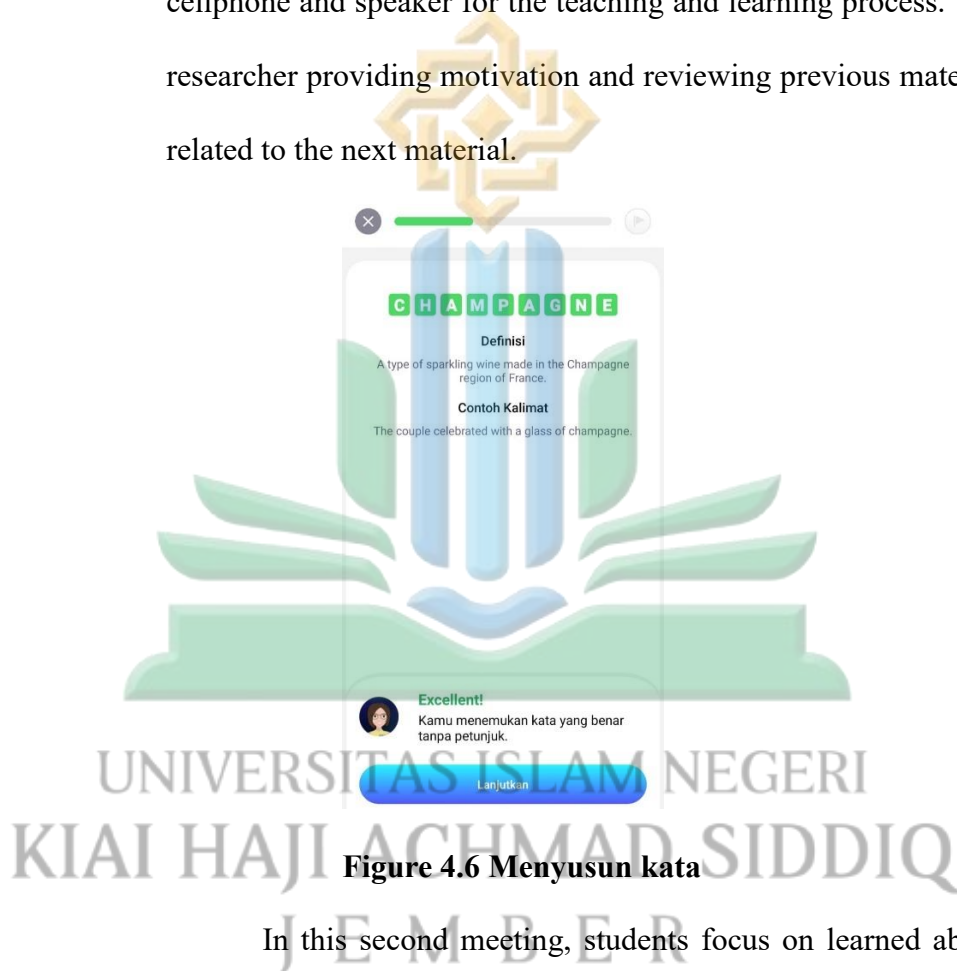 cellphone and speaker for the teaching and learning process.
researcher providing motivation and reviewing previous mate
related to the next material.
CHAMPAGNE
Definisi
A type of sparkling wine made in the Champagne
region of France.
Contoh Kalimat
The couple celebrated with a glass of champagne.
Excellent!
Kamu menemukan kata yang benar
tanpa petunjuk.
Lanjutkan
UNIVERSITAS ISLAM NEGERI
KIAI HAJI ACHMAD SIDDIQ
Figure 4.6 Menyusun kata
JEMBER
In this second meeting, students focus on learned ab